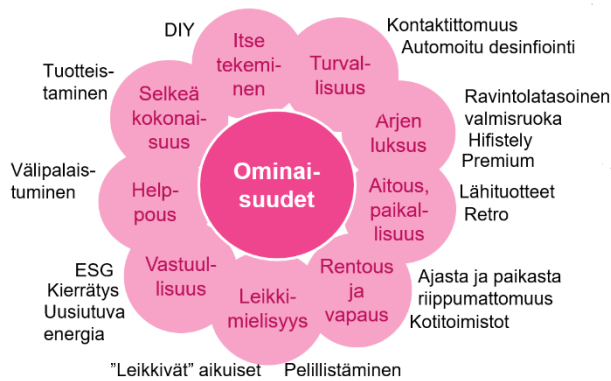 DIY
Itse
tekemi-
nen
Kontaktittomuus
Automoitu desinfiointi
Turval-
lisuus
Tuotteis-
taminen
Selkeä
kokonai-
suus
Ravintolatasoinen
valmisruoka
Hifistely
Premium
Arjen
luksus
Ominai-
suudet
Välipalais-
tuminen
Help-
pous
Aitous,
paikal-
lisuus
Lähituotteet
Retro
ESG
Kierrätys
Uusiutuva
energia
Vastuul-
lisuus
Leikki-
mielisyys
Rentous
ja
vapaus
Ajasta ja paikasta
riippumattomuus
Kotitoimistot
"Leikkivät" aikuiset
Pelillistäminen